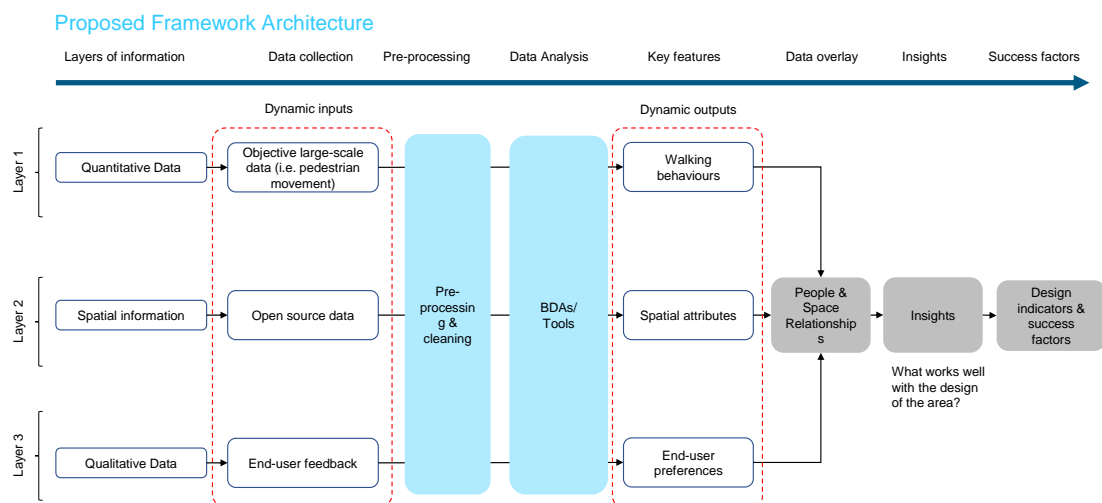 Proposed Framework Architecture
Layers of information
Data collection
Pre-processing
Data Analysis
Key features
Data overlay
Insights
Success factors
Dynamic inputs
Dynamic outputs
Layer 1
Quantitative Data
Objective large-scale
data (i.e. pedestrian
movement)
Walking
behaviours
Layer 2
Spatial information
Open source data
Pre-
processin
g &
cleaning
BDAs/
Tools
Spatial attributes
People &
Space
Relationship
s
Insights
Design
indicators &
success
factors
What works well
with the design
of the area?
Layer 3
Qualitative Data
End-user feedback
End-user
preferences